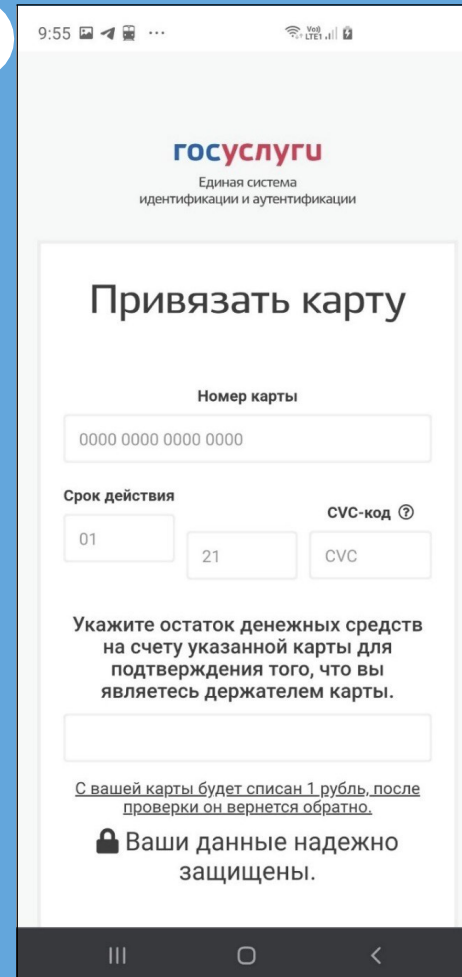 9:55
Vo)) LTE1
госуслуги
Единая система
идентификации и аутентификации
Привязать карту
Номер карты
0000 0000 0000 0000
Срок действия
CVC-код ?
01
21
CVC
Укажите остаток денежных средств
на счету указанной карты для
подтверждения того, что вы
являетесь держателем карты.
С вашей карты будет списан 1 рубль, после
проверки он вернется обратно.
Ваши данные надежно
защищены.